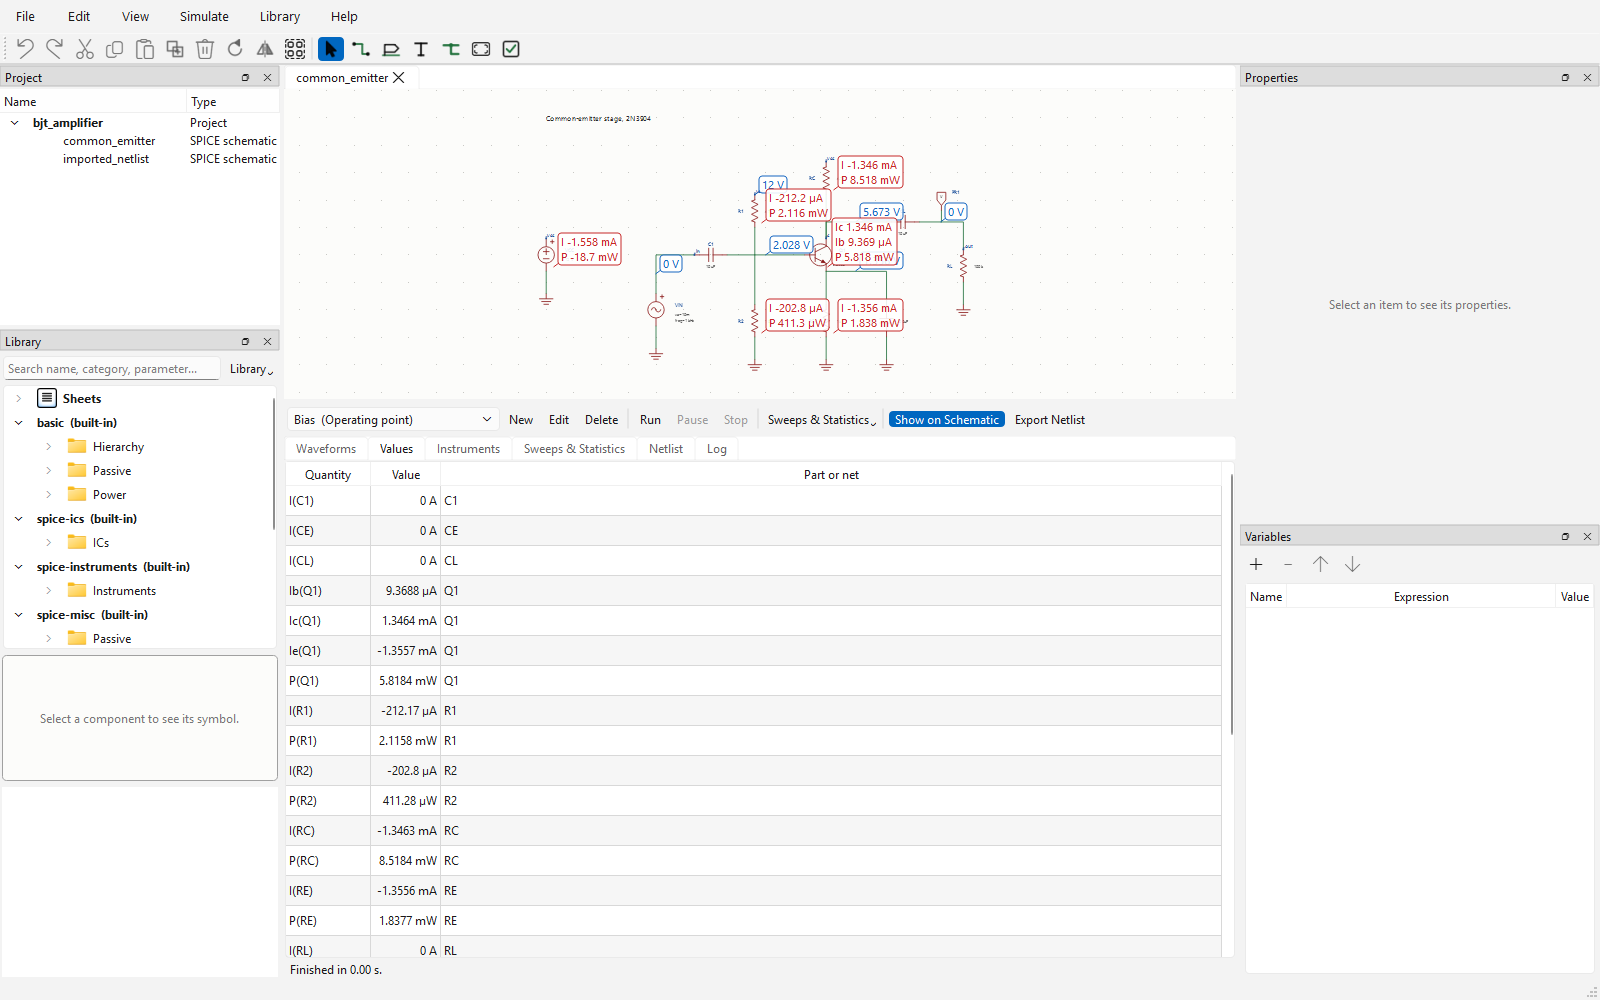 File Edit View Simulate Library Help
Project
Name Type
bjt_amplifier Project
common_emitter SPICE schematic
imported_netlist SPICE schematic
Library
Search name, category, parameter... Library
Sheets
basic (built-in)
Hierarchy
Passive
Power
spice-ics (built-in)
ICs
spice-instruments (built-in)
Instruments
spice-misc (built-in)
Passive
Select a component to see its symbol.
common_emitter
Common-emitter stage, 2N3904
I -1.346 mA
P 8.518 mW
RC
12 V
I -212.2 µA
P 2.116 mW
R1
5.673 V
0 V
Ic 1.346 mA
Ib 9.369 µA
P 5.818 mW
2.028 V
I -1.558 mA
P -18.7 mW
C1
0 V
I -202.8 µA
P 411.3 µW
R2
I -1.356 mA
P 1.838 mW
Bias (Operating point) New Edit Delete Run Pause Stop Sweeps & Statistics Show on Schematic Export Netlist
Waveforms Values Instruments Sweeps & Statistics Netlist Log
Quantity Value Part or net
I(C1) 0 A C1
I(CE) 0 A CE
I(CL) 0 A CL
Ib(Q1) 9.3688 µA Q1
Ic(Q1) 1.3464 mA Q1
Ie(Q1) -1.3557 mA Q1
P(Q1) 5.8184 mW Q1
I(R1) -212.17 µA R1
P(R1) 2.1158 mW R1
I(R2) -202.8 µA R2
P(R2) 411.28 µW R2
I(RC) -1.3463 mA RC
P(RC) 8.5184 mW RC
I(RE) -1.3556 mA RE
P(RE) 1.8377 mW RE
I(RL) 0 A RL
Finished in 0.00 s.
Properties
Select an item to see its properties.
Variables
Name Expression Value